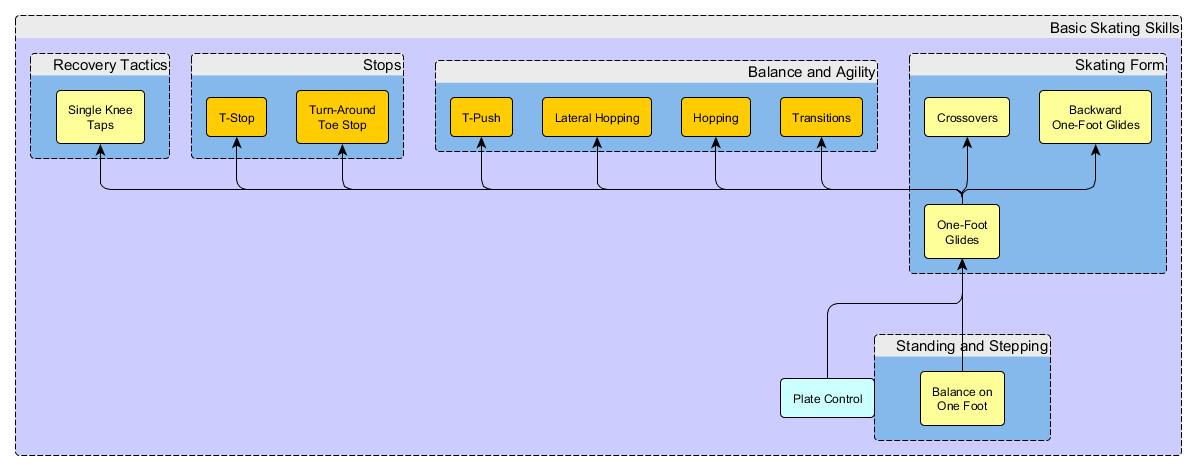 Basic Skating Skills
Recovery Tactics
Single Knee
Taps
Stops
T-Stop
Turn-Around
Toe Stop
Balance and Agility
T-Push
Lateral Hopping
Hopping
Transitions
Skating Form
Crossovers
Backward
One-Foot Glides
One-Foot
Glides
Standing and Stepping
Plate Control
Balance on
One Foot